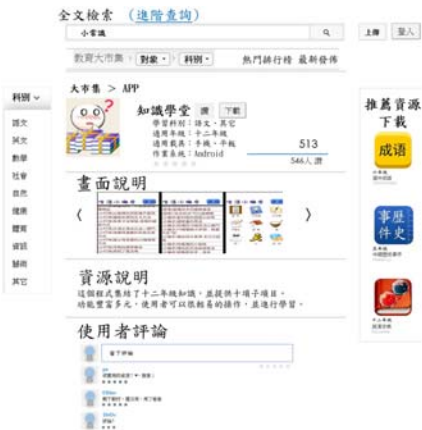 全文檢索 (進階查詢)
小常識
上傳 登入
教育大市集 對象 科別 熱門排行榜 最新發佈
大市集 > APP
科別
語文
英文
數學
社會
自然
健康
體育
資訊
藝術
其它
知識學堂 讚 下載
學習科別：語文、其它
適用年級：十二年級
適用載具：手機、平板
作業系統：Android
513
546人 讚
畫面說明
資源說明
這個程式集結了十二年級知識，並提供十項子項目。
功能豐富多元，使用者可以很輕易的操作，並進行學習。
使用者評論
留下評論
推薦資源
下載
成语
事歷
件史